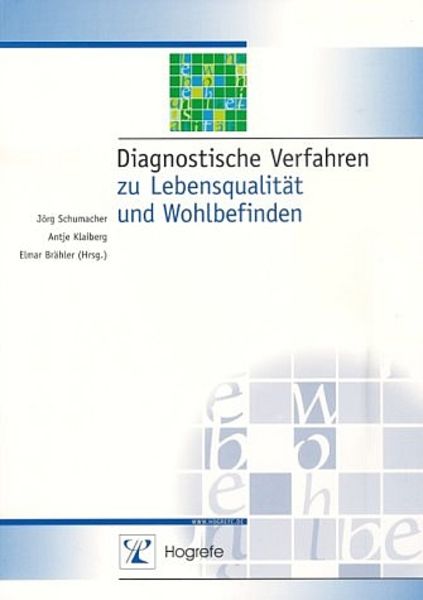 Diagnostische Verfahren
zu Lebensqualität
und Wohlbefinden
Jörg Schumacher
Antje Klaiberg
Elmar Brähler (Hrsg.)
WWW.HOGREFE.DE
Hogrefe